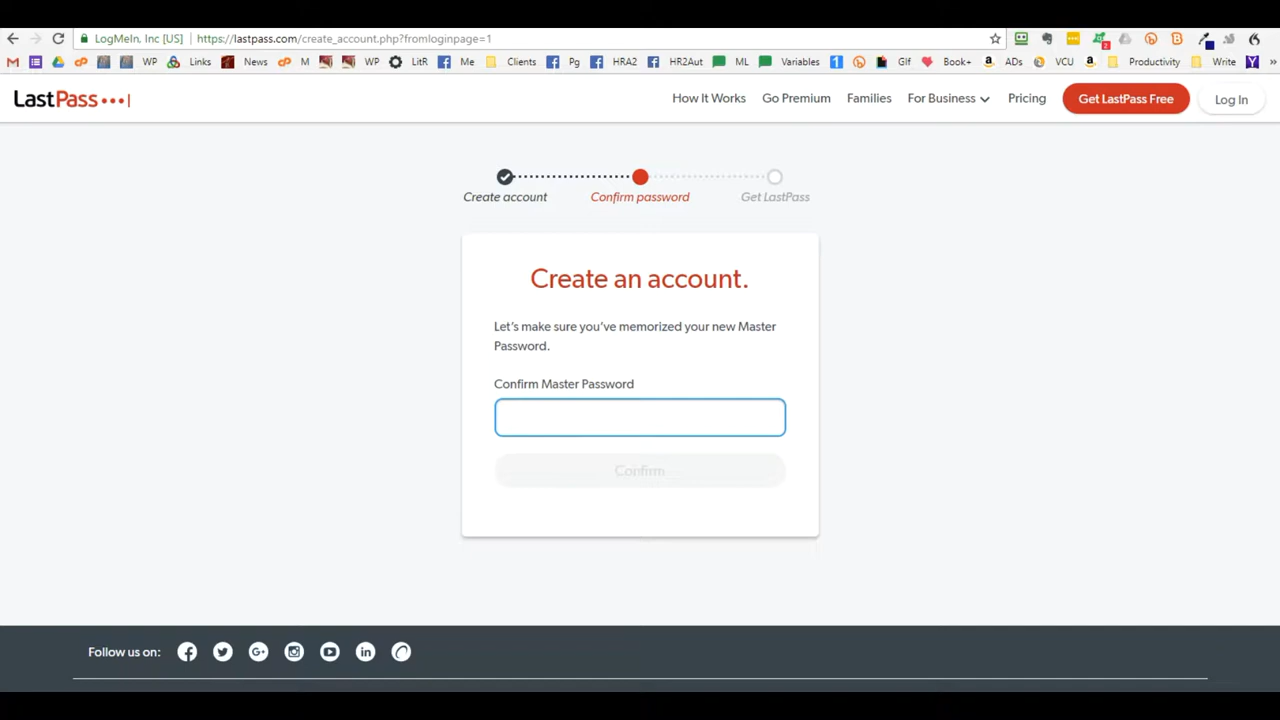 LogMeIn, Inc [US] https://lastpass.com/create_account.php?fromloginpage=1
WP Links News M WP LitR Me Clients Pg HRA2 HR2Aut ML Variables Gif Book+ ADs VCU Productivity Write »
LastPass
How It Works Go Premium Families For Business Pricing Get LastPass Free Log In
Create account Confirm password Get LastPass
Create an account.
Let's make sure you've memorized your new Master
Password.
Confirm Master Password
Confirm
Follow us on: